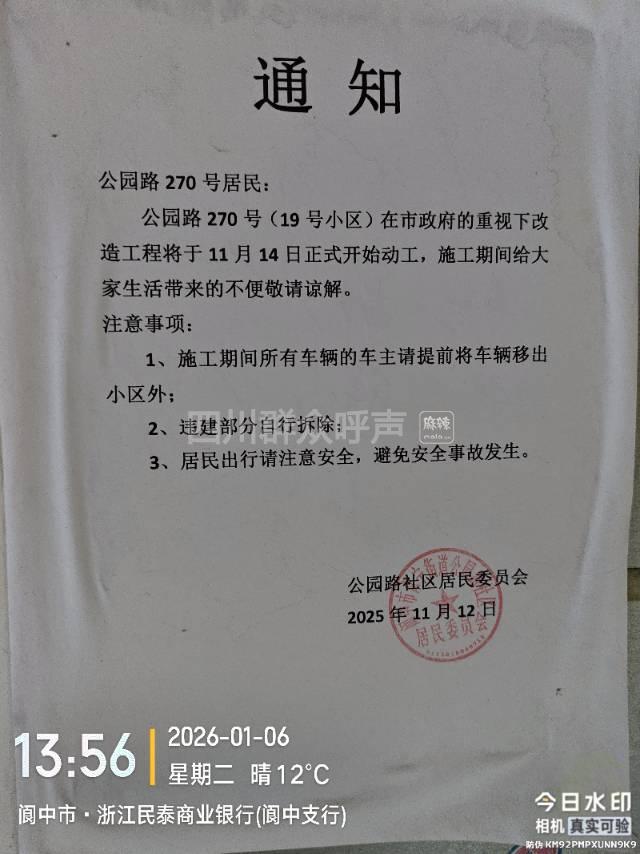 通知
公园路 270 号居民：
公园路 270 号（19 号小区）在市政府的重视下改
造工程将于 11 月 14 日正式开始动工，施工期间给大
家生活带来的不便敬请谅解。
注意事项：
1、施工期间所有车辆的车主请提前将车辆移出
小区外；
2、违建部分自行拆除；
3、居民出行请注意安全，避免安全事故发生。
四川群众呼声
麻辣
mala.cn
公园路社区居民委员会
2025 年 11 月 12 日
居民委员会
13:56
2026-01-06
星期二 晴 12℃
阆中市·浙江民泰商业银行(阆中支行)
今日水印
相机 真实可验
防伪 KM92PMPXUNN9K9